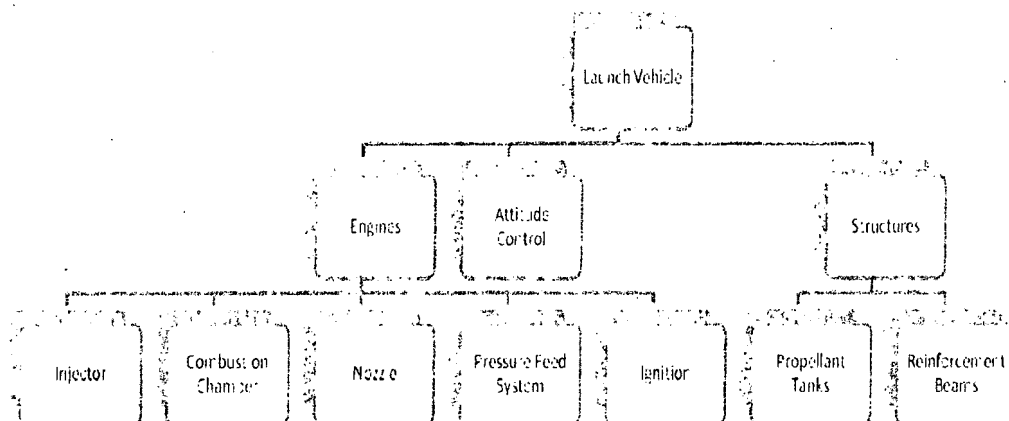 Launch Vehicle
Engines
Attitude
Control
Structures
Injector
Combustion
Chamber
Nozzle
Pressure Feed
System
Ignition
Propellant
Tanks
Reinforcement
Beams